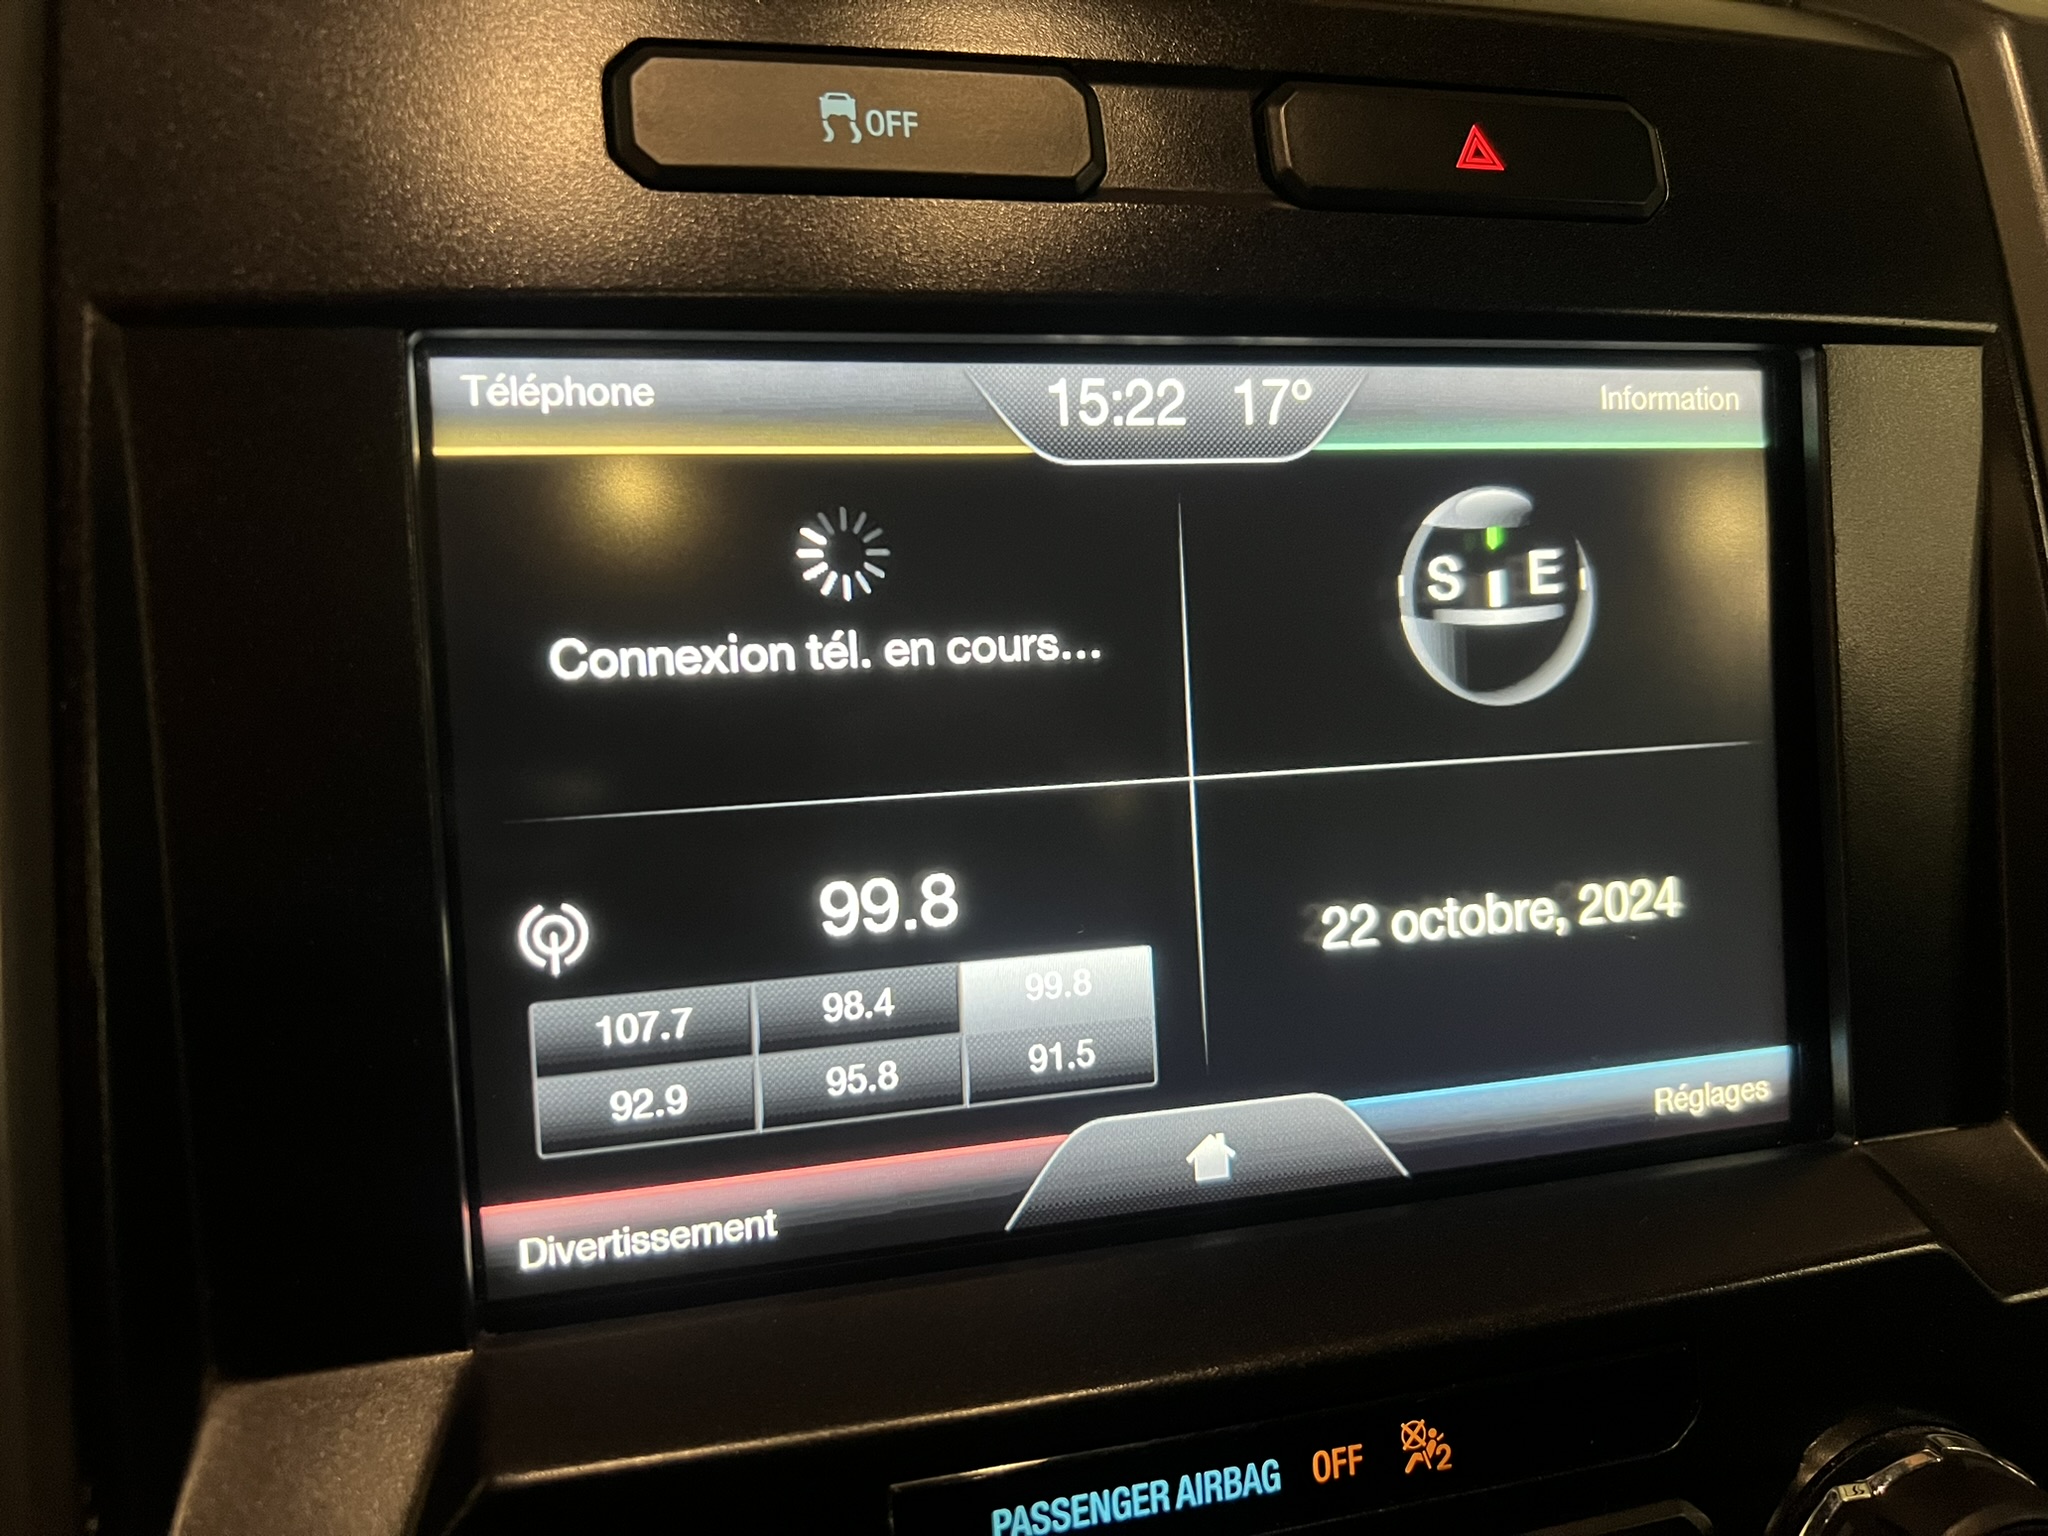 OFF
Téléphone
15:22 17°
Information
S E
Connexion tél. en cours...
99.8
107.7 98.4 99.8
92.9 95.8 91.5
22 octobre, 2024
Réglages
Divertissement
PASSENGER AIRBAG OFF
2